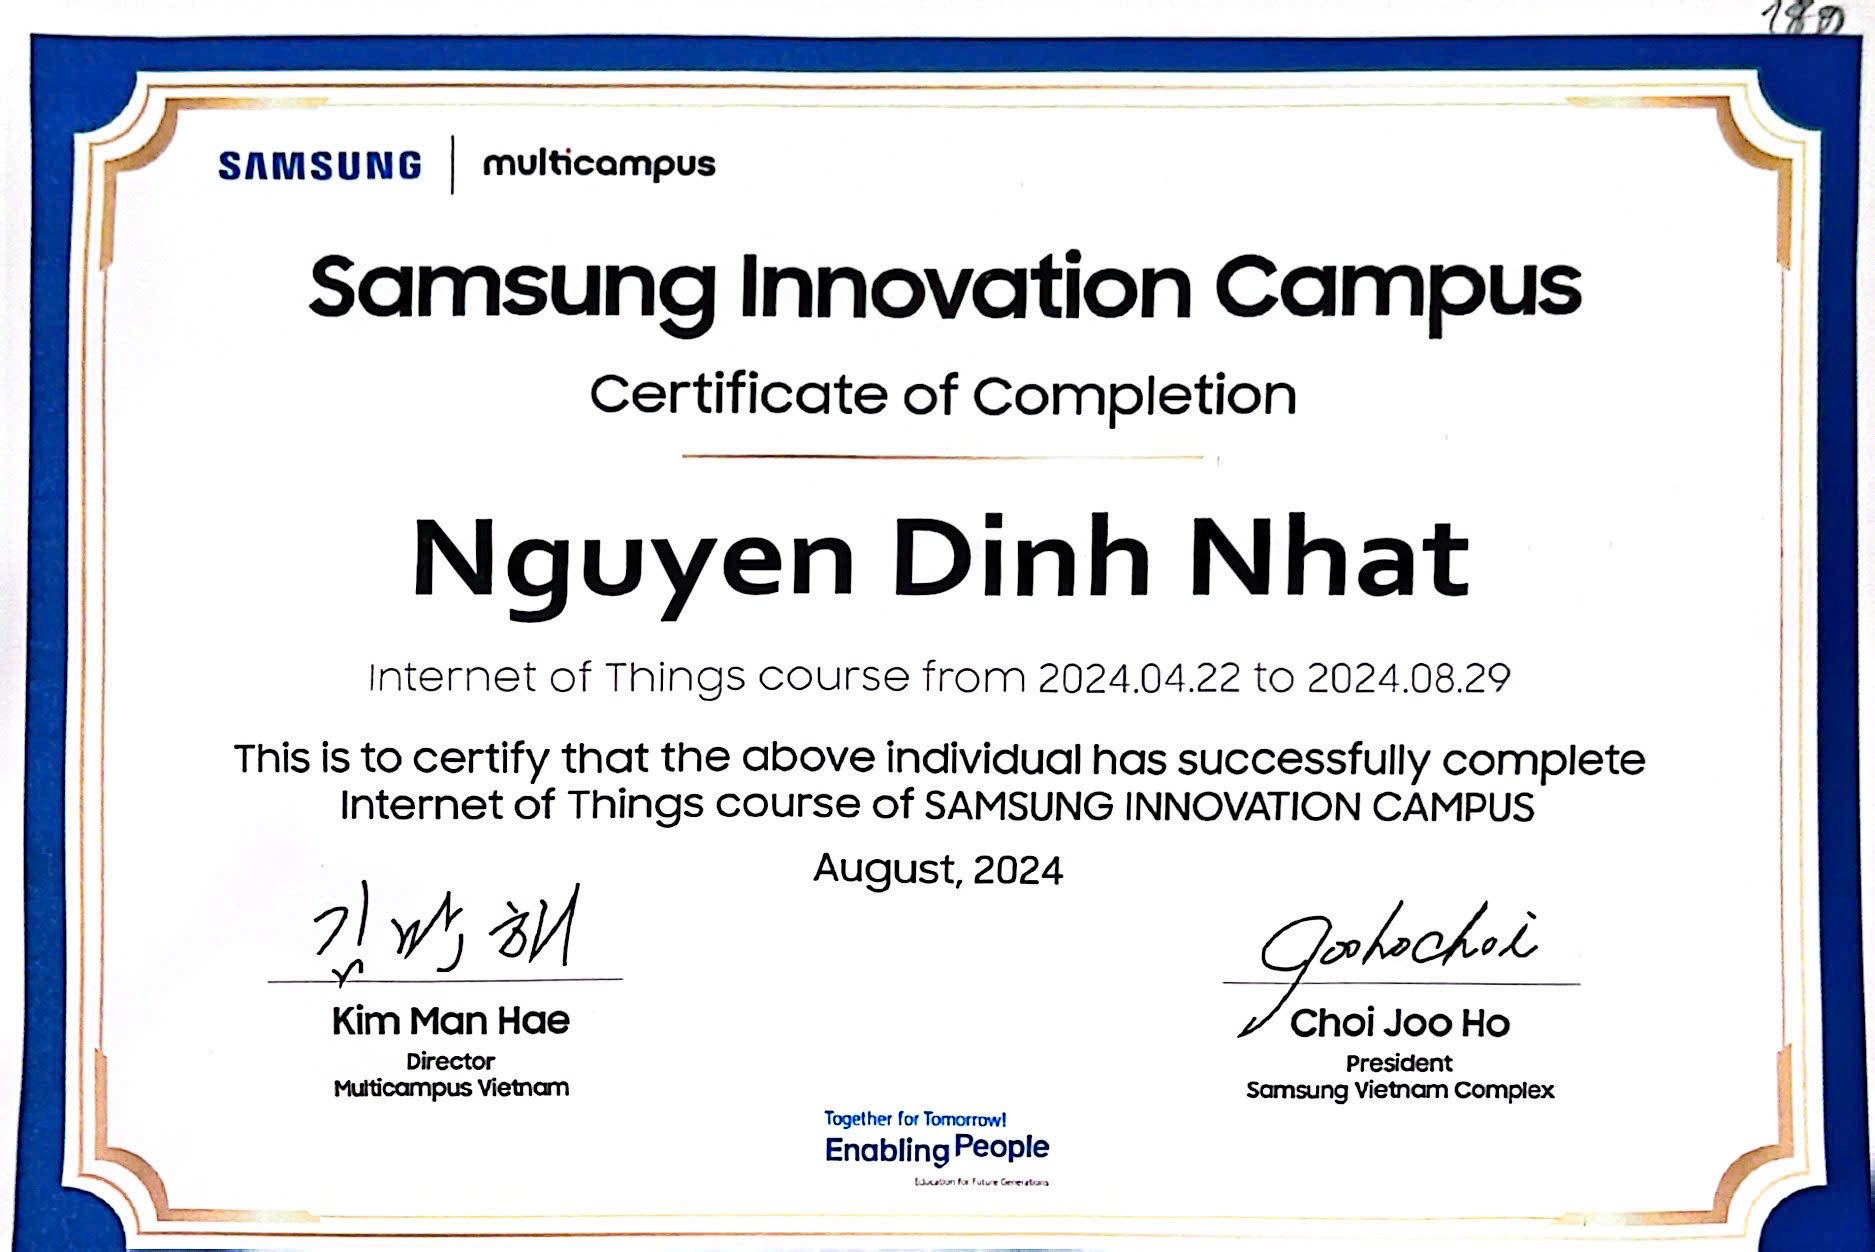 180
SAMSUNG | multicampus
Samsung Innovation Campus
Certificate of Completion
Nguyen Dinh Nhat
Internet of Things course from 2024.04.22 to 2024.08.29
This is to certify that the above individual has successfully complete
Internet of Things course of SAMSUNG INNOVATION CAMPUS
August, 2024
김만해
Joohochoi
Kim Man Hae
Director
Multicampus Vietnam
Choi Joo Ho
President
Samsung Vietnam Complex
Together for Tomorrow!
Enabling People
Education for Future Generations